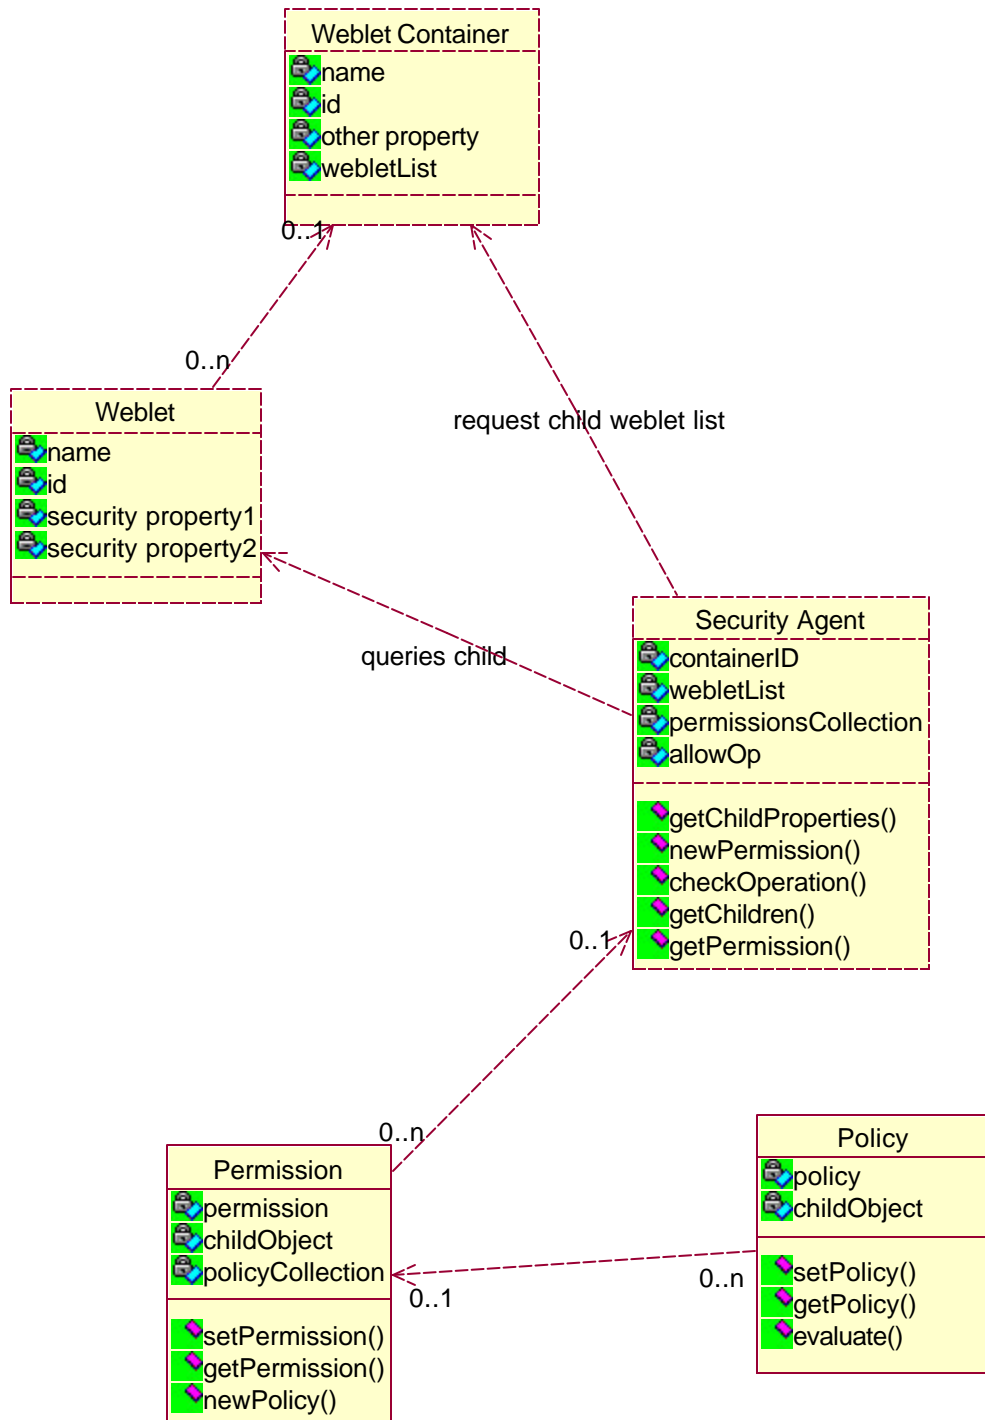 Weblet Container
name
id
other property
webletList
0..1
0..n
Weblet
name
id
security property1
security property2
request child weblet list
queries child
Security Agent
containerID
webletList
permissionsCollection
allowOp
getChildProperties()
newPermission()
checkOperation()
getChildren()
getPermission()
0..1
0..n
Permission
permission
childObject
policyCollection
setPermission()
getPermission()
newPolicy()
0..1
0..n
Policy
policy
childObject
setPolicy()
getPolicy()
evaluate()